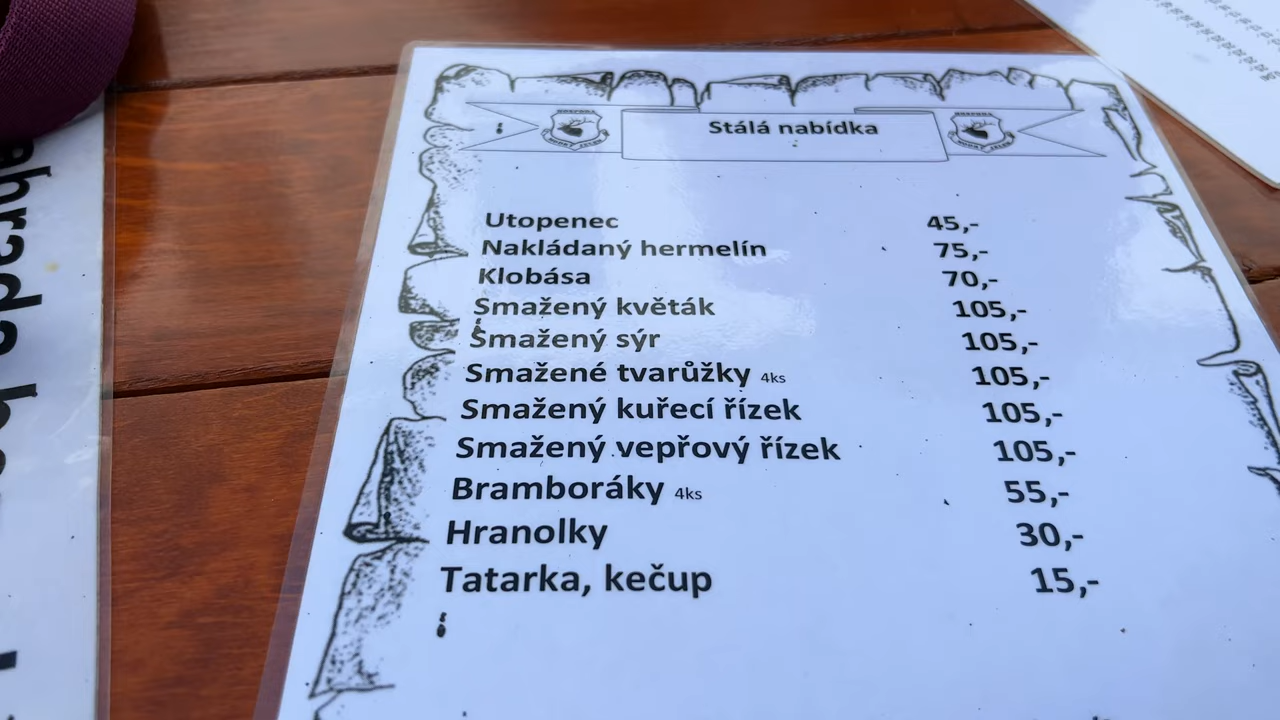 Stálá nabídka
Utopenec 45,-
Nakládaný hermelín 75,-
Klobása 70,-
Smažený květák 105,-
Smažený sýr 105,-
Smažené tvarůžky 4ks 105,-
Smažený kuřecí řízek 105,-
Smažený vepřový řízek 105,-
Bramboráky 4ks 55,-
Hranolky 30,-
Tatarka, kečup 15,-